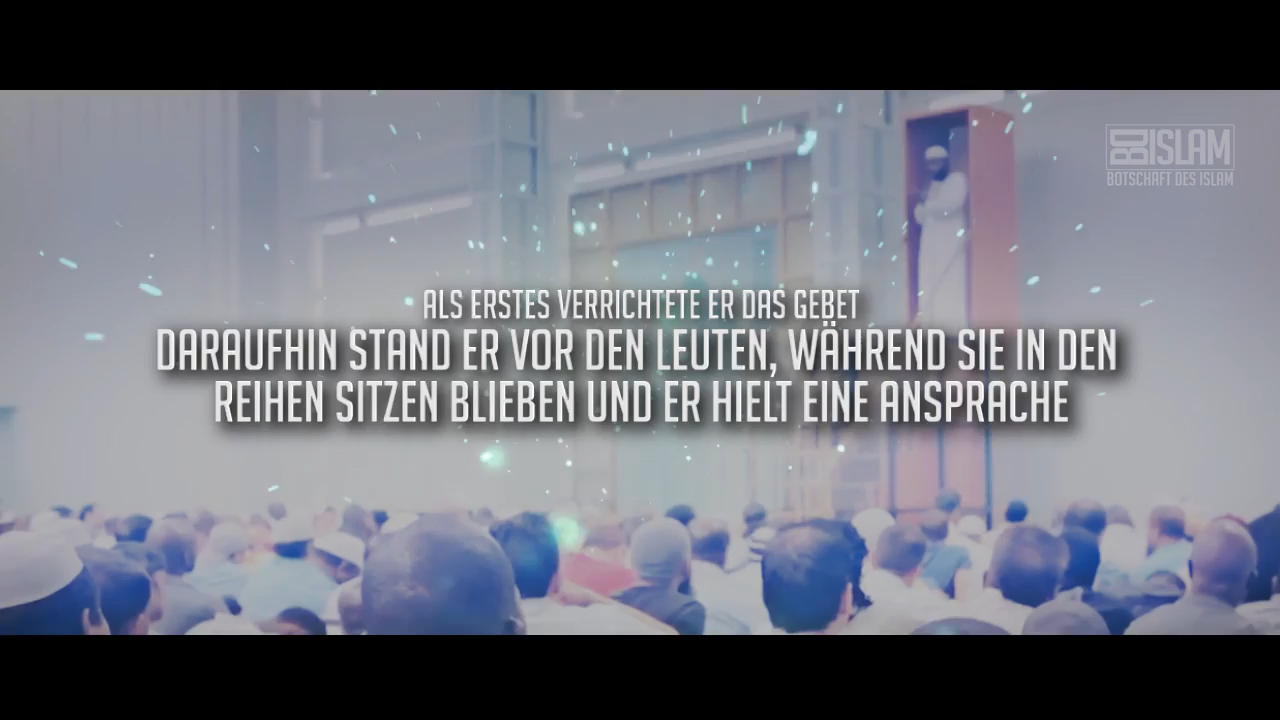 BDI ISLAM
BOTSCHAFT DES ISLAM
ALS ERSTES VERRICHTETE ER DAS GEBET
DARAUFHIN STAND ER VOR DEN LEUTEN, WÄHREND SIE IN DEN
REIHEN SITZEN BLIEBEN UND ER HIELT EINE ANSPRACHE